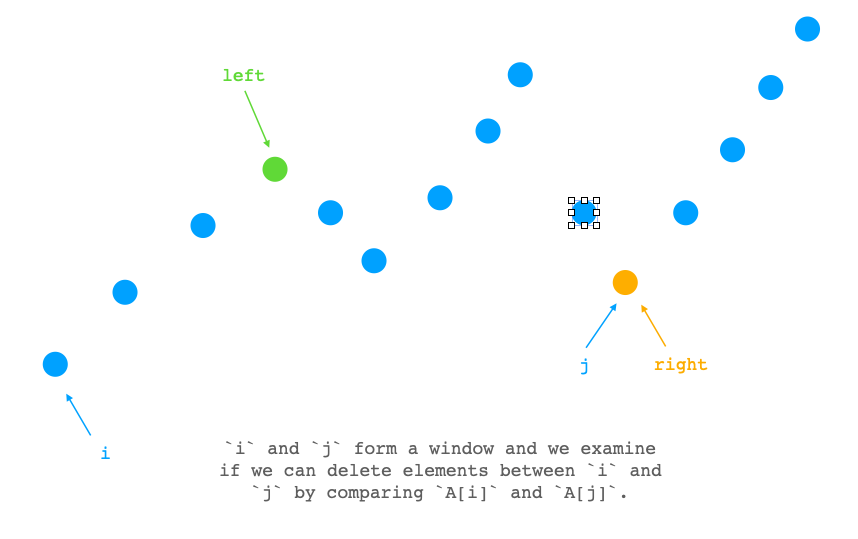 left
j
right
i
`i` and `j` form a window and we examine
if we can delete elements between `i` and
`j` by comparing `A[i]` and `A[j]`.